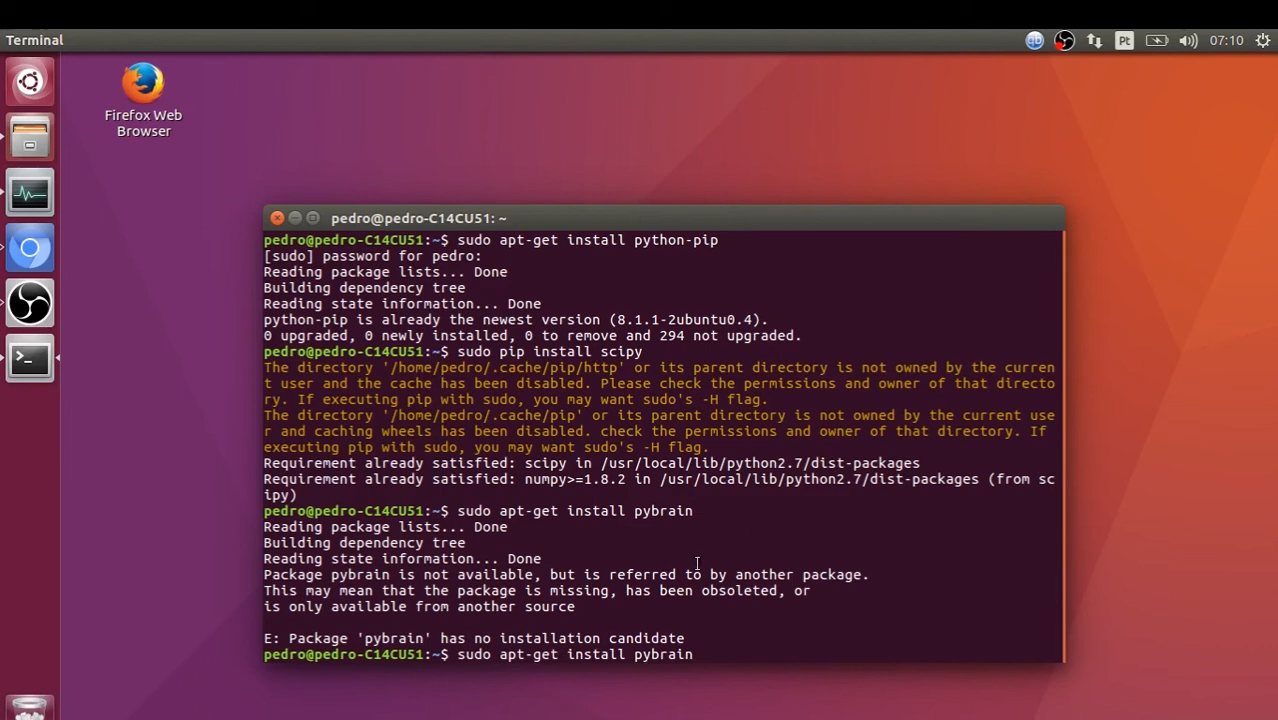 Terminal
Pt
07:10
Firefox Web
Browser
pedro@pedro-C14CU51: ~
pedro@pedro-C14CU51:~$ sudo apt-get install python-pip
[sudo] password for pedro:
Reading package lists... Done
Building dependency tree
Reading state information... Done
python-pip is already the newest version (8.1.1-2ubuntu0.4).
0 upgraded, 0 newly installed, 0 to remove and 294 not upgraded.
pedro@pedro-C14CU51:~$ sudo pip install scipy
The directory '/home/pedro/.cache/pip/http' or its parent directory is not owned by the curren
t user and the cache has been disabled. Please check the permissions and owner of that directo
ry. If executing pip with sudo, you may want sudo's -H flag.
The directory '/home/pedro/.cache/pip' or its parent directory is not owned by the current use
r and caching wheels has been disabled. check the permissions and owner of that directory. If
executing pip with sudo, you may want sudo's -H flag.
Requirement already satisfied: scipy in /usr/local/lib/python2.7/dist-packages
Requirement already satisfied: numpy>=1.8.2 in /usr/local/lib/python2.7/dist-packages (from sc
ipy)
pedro@pedro-C14CU51:~$ sudo apt-get install pybrain
Reading package lists... Done
Building dependency tree
Reading state information... Done
Package pybrain is not available, but is referred to by another package.
This may mean that the package is missing, has been obsoleted, or
is only available from another source

E: Package 'pybrain' has no installation candidate
pedro@pedro-C14CU51:~$ sudo apt-get install pybrain